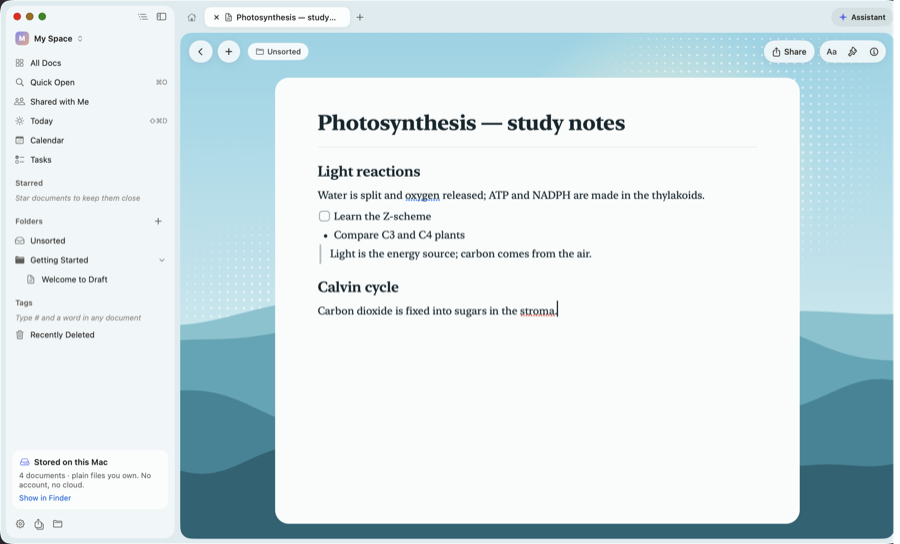 Photosynthesis — study...
Assistant
M My Space
All Docs
Quick Open ⌘O
Shared with Me
Today ⇧⌘D
Calendar
Tasks
Starred
Star documents to keep them close
Folders
Unsorted
Getting Started
Welcome to Draft
Tags
Type # and a word in any document
Recently Deleted
Stored on this Mac
4 documents · plain files you own. No
account, no cloud.
Show in Finder
Unsorted
Share
Aa
Photosynthesis — study notes
Light reactions
Water is split and oxygen released; ATP and NADPH are made in the thylakoids.
Learn the Z-scheme
• Compare C3 and C4 plants
Light is the energy source; carbon comes from the air.
Calvin cycle
Carbon dioxide is fixed into sugars in the stroma.